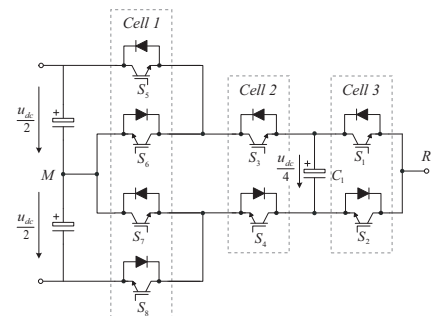 Cell 1
S5
u_dc/2
S6
Cell 2
Cell 3
S3
S1
M
u_dc/4
C1
R
u_dc/2
S7
S4
S2
S8